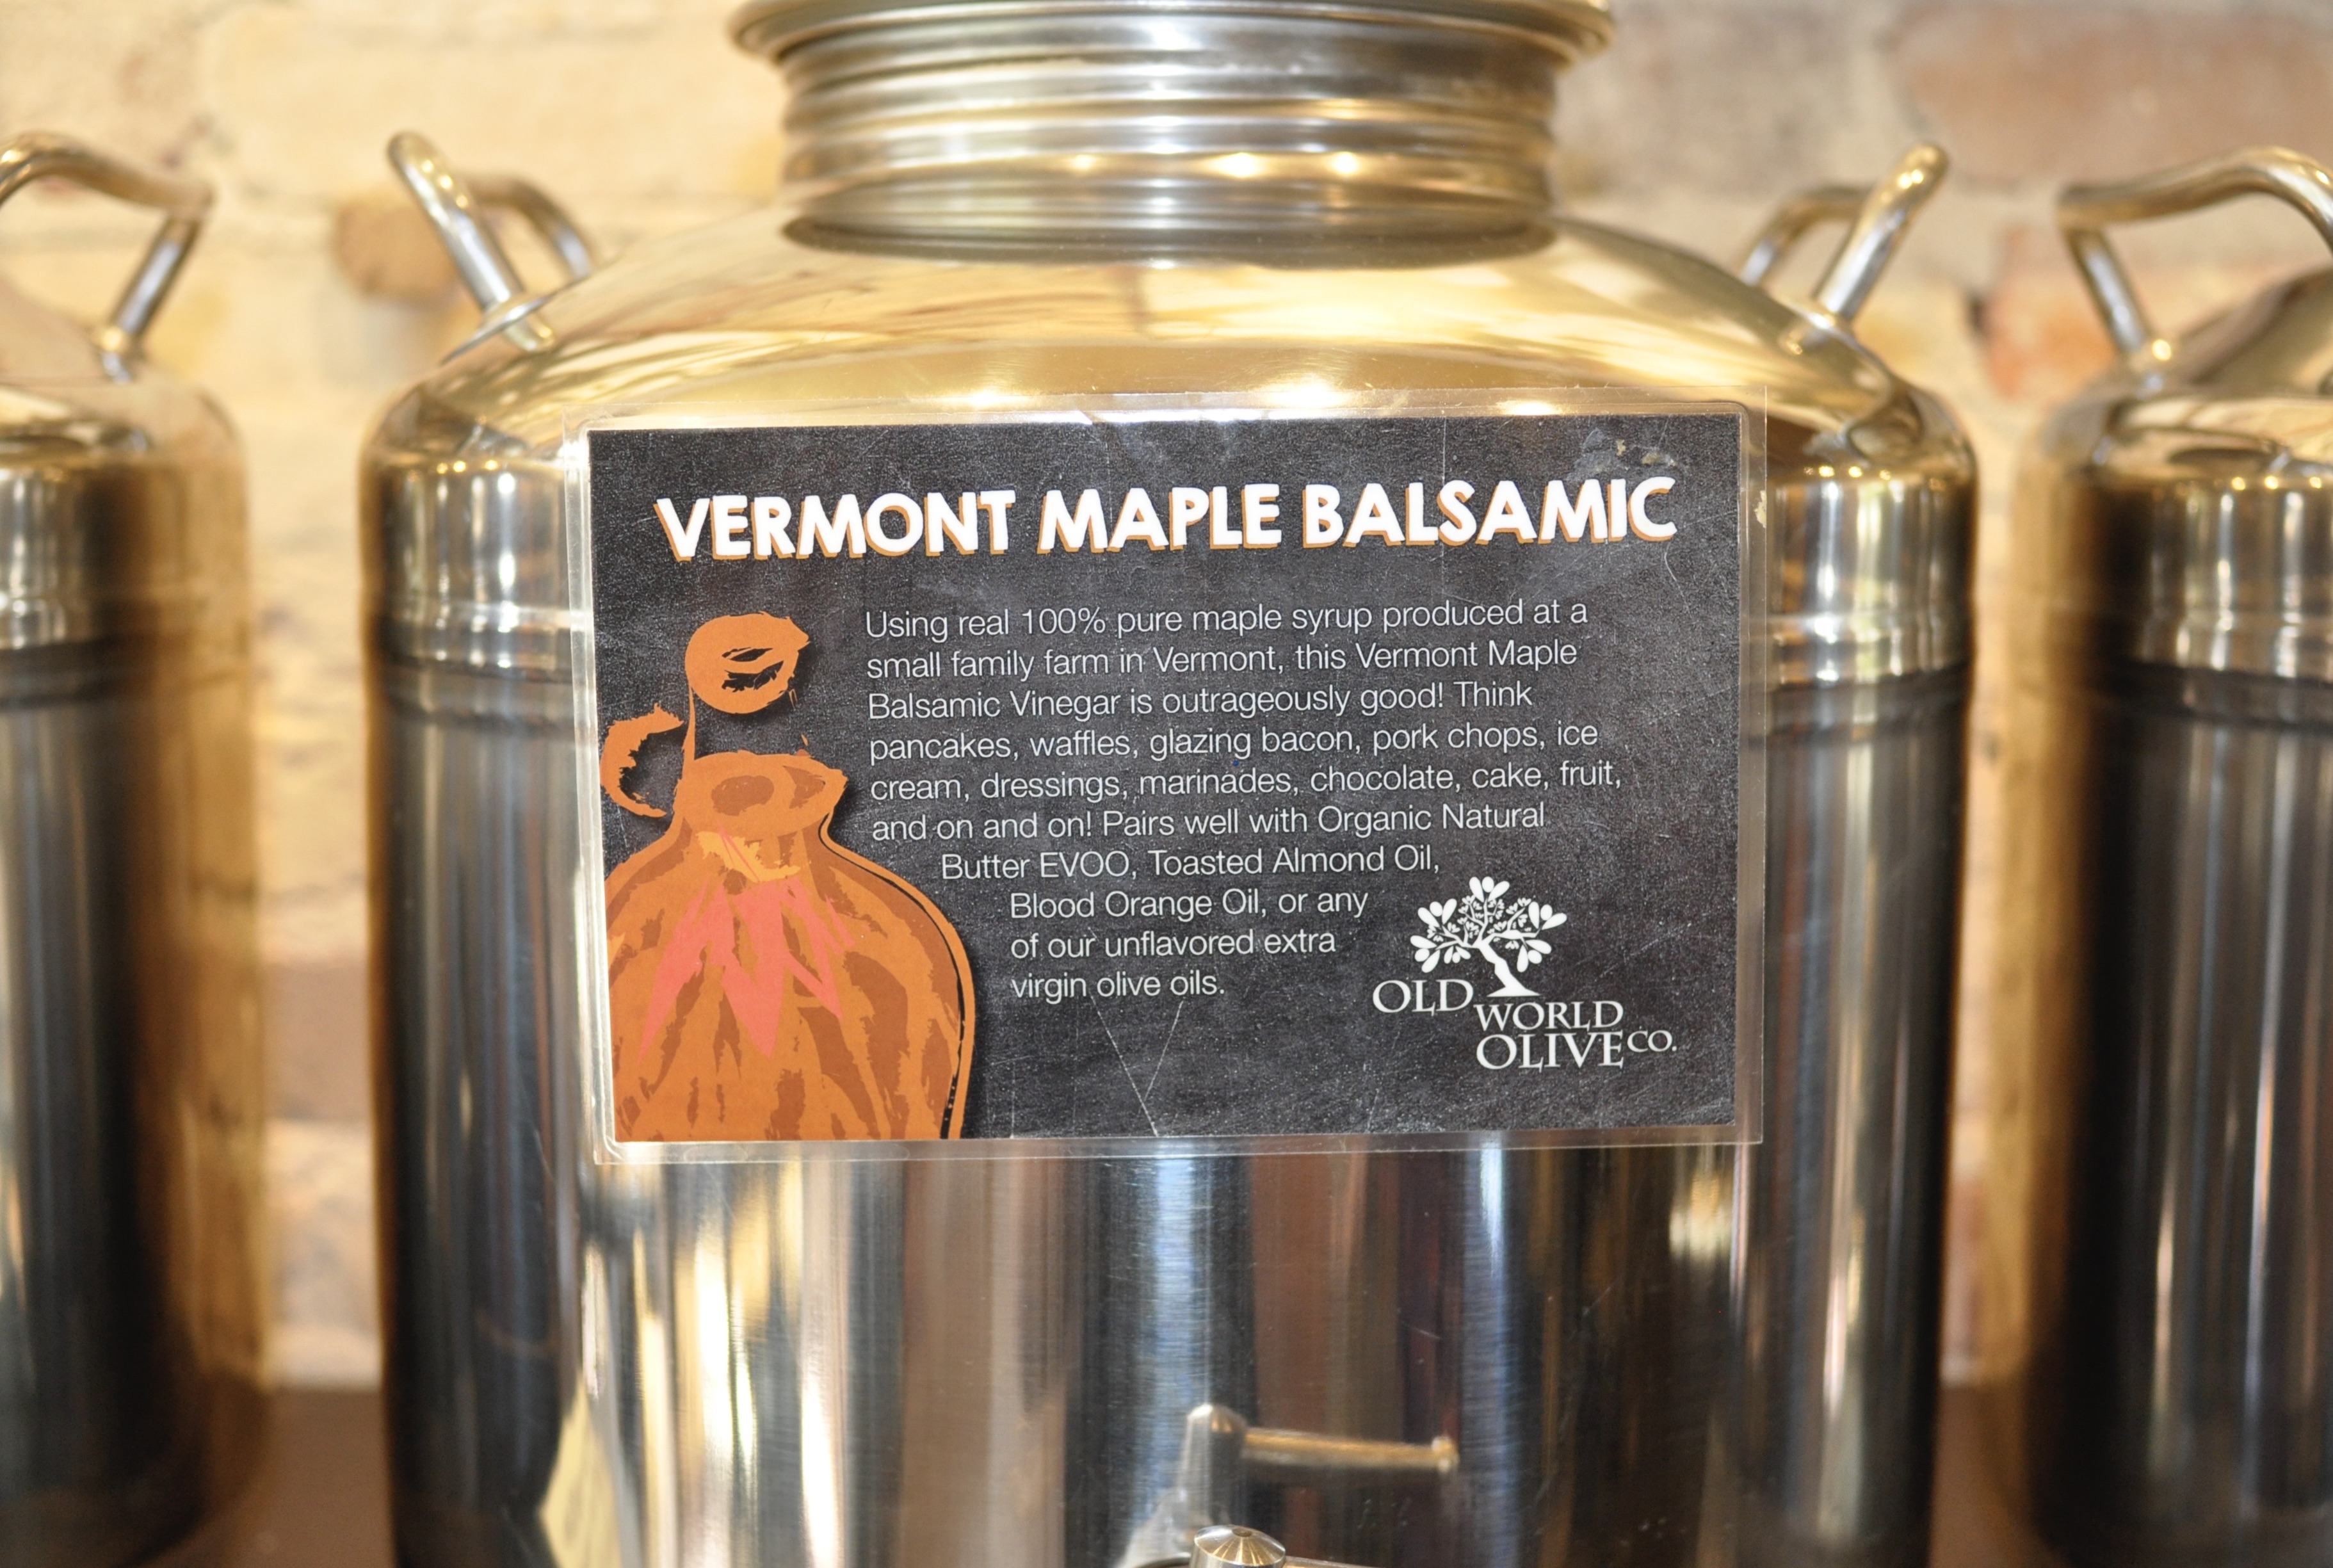 VERMONT MAPLE BALSAMIC
Using real 100% pure maple syrup produced at a
small family farm in Vermont, this Vermont Maple
Balsamic Vinegar is outrageously good! Think
pancakes, waffles, glazing bacon, pork chops, ice
cream, dressings, marinades, chocolate, cake, fruit,
and on and on! Pairs well with Organic Natural
Butter EVOO, Toasted Almond Oil,
Blood Orange Oil, or any
of our unflavored extra
virgin olive oils.
OLD
WORLD
OLIVE CO.